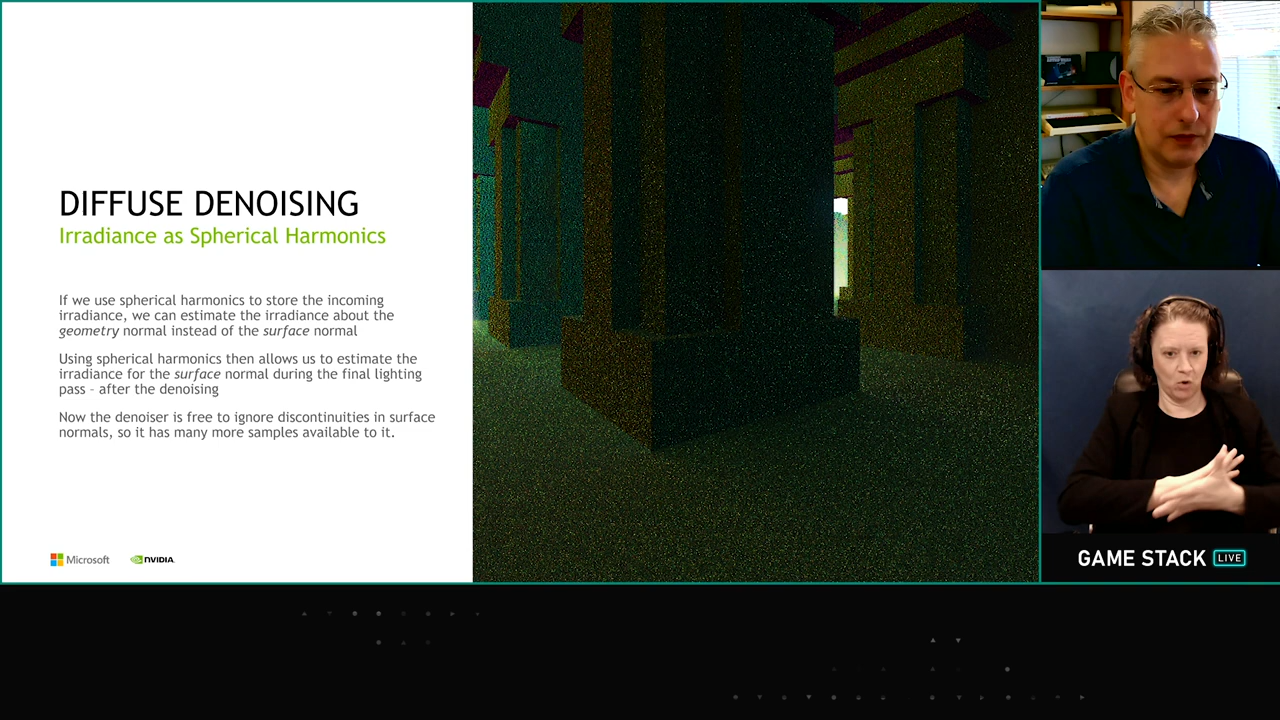 DIFFUSE DENOISING
Irradiance as Spherical Harmonics
If we use spherical harmonics to store the incoming
irradiance, we can estimate the irradiance about the
geometry normal instead of the surface normal
Using spherical harmonics then allows us to estimate the
irradiance for the surface normal during the final lighting
pass – after the denoising
Now the denoiser is free to ignore discontinuities in surface
normals, so it has many more samples available to it.
Microsoft
NVIDIA
GAME STACK LIVE